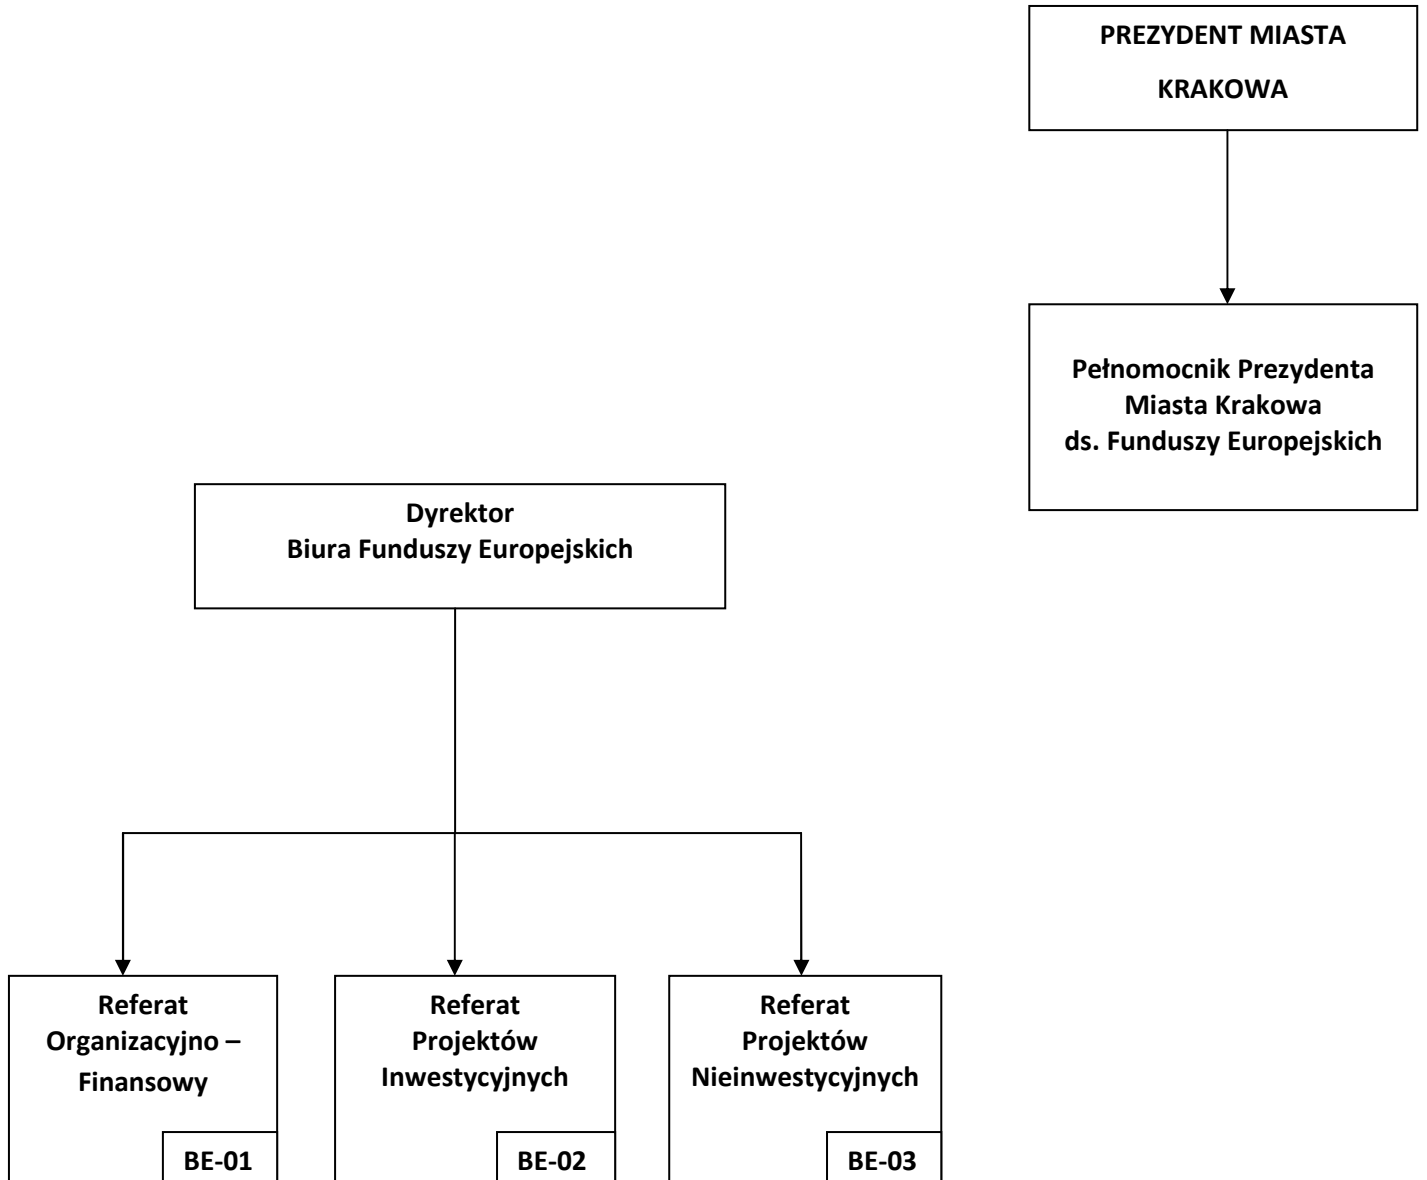 PREZYDENT MIASTA
KRAKOWA
Pełnomocnik Prezydenta
Miasta Krakowa
ds. Funduszy Europejskich
Dyrektor
Biura Funduszy Europejskich
Referat
Organizacyjno –
Finansowy
BE-01
Referat
Projektów
Inwestycyjnych
BE-02
Referat
Projektów
Nieinwestycyjnych
BE-03